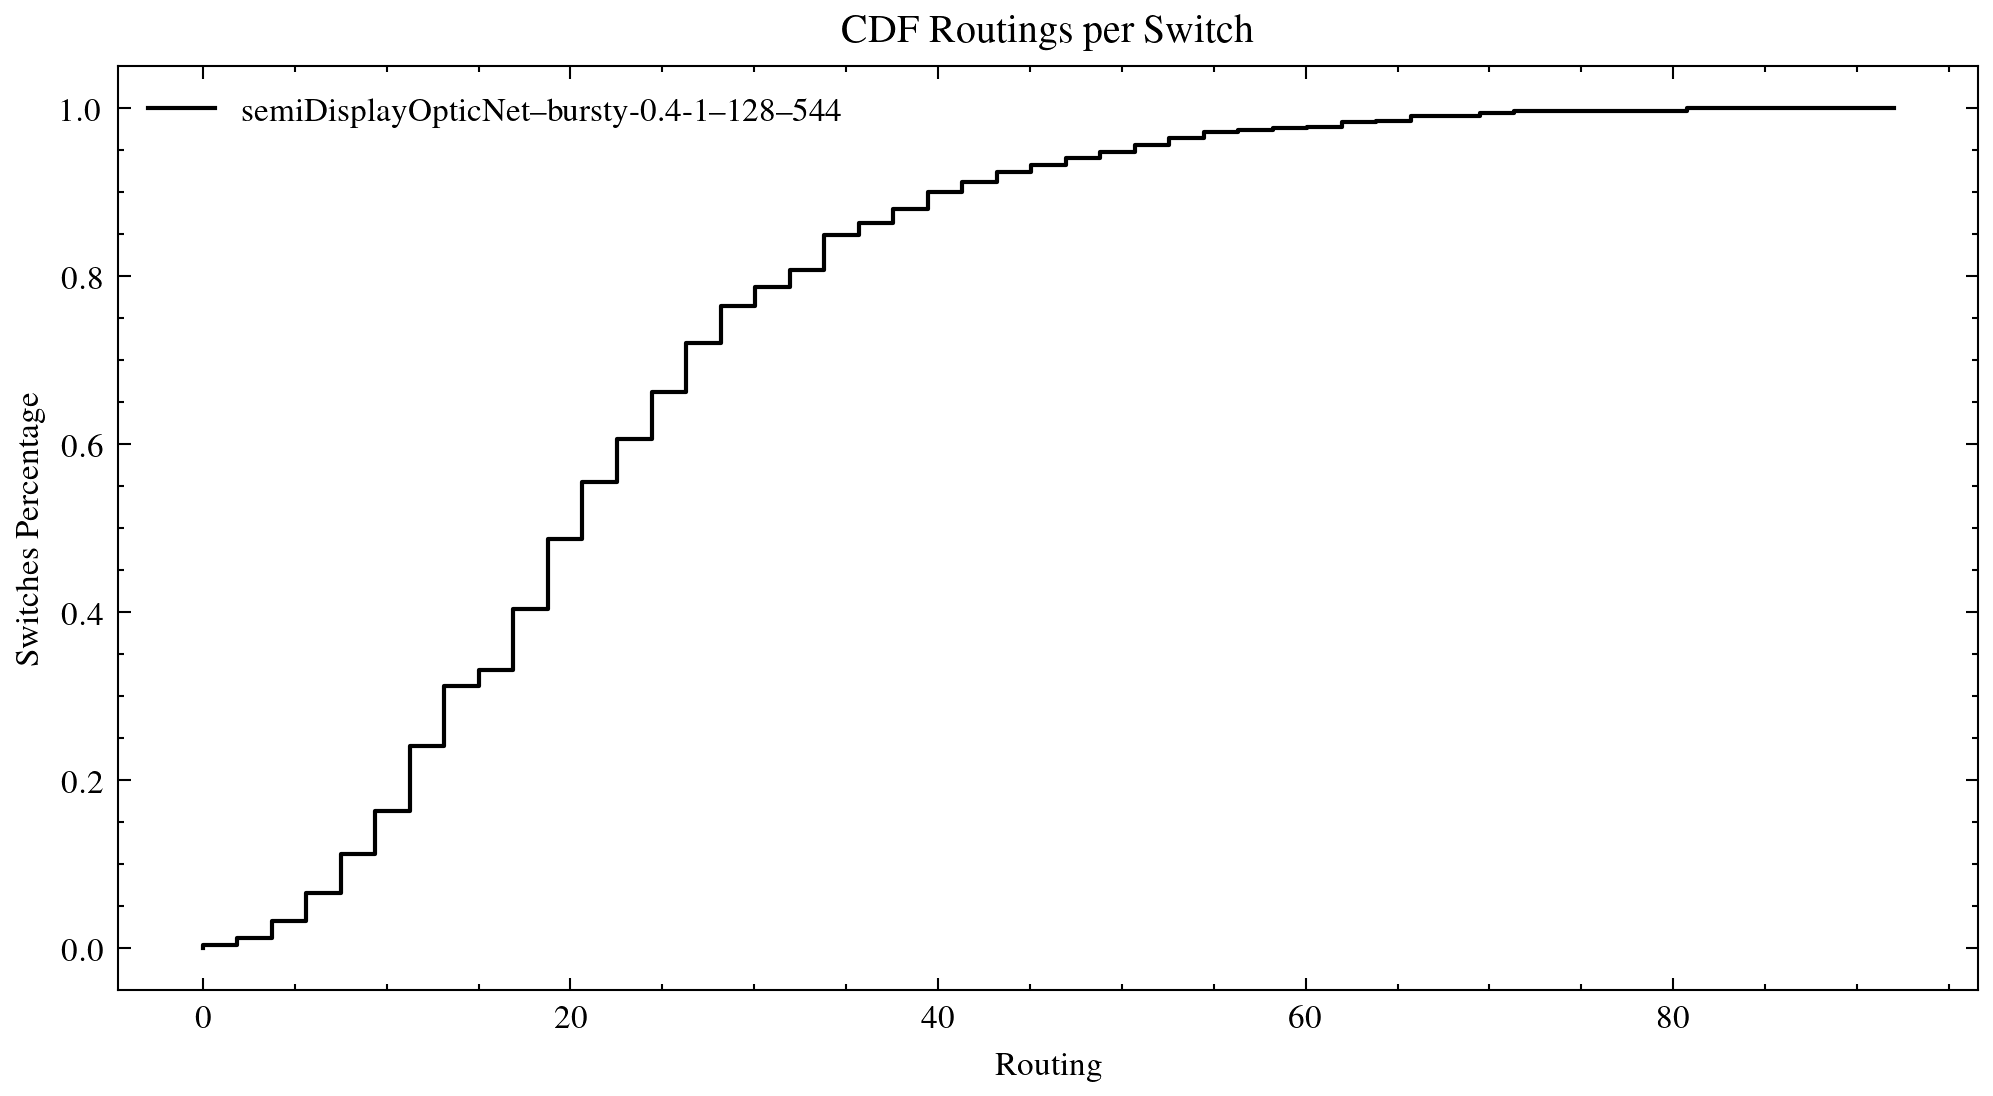 CDF Routings per Switch
semiDisplayOpticNet–bursty-0.4-1–128–544
1.0
0.8
0.6
0.4
0.2
0.0
Switches Percentage
0 20 40 60 80
Routing